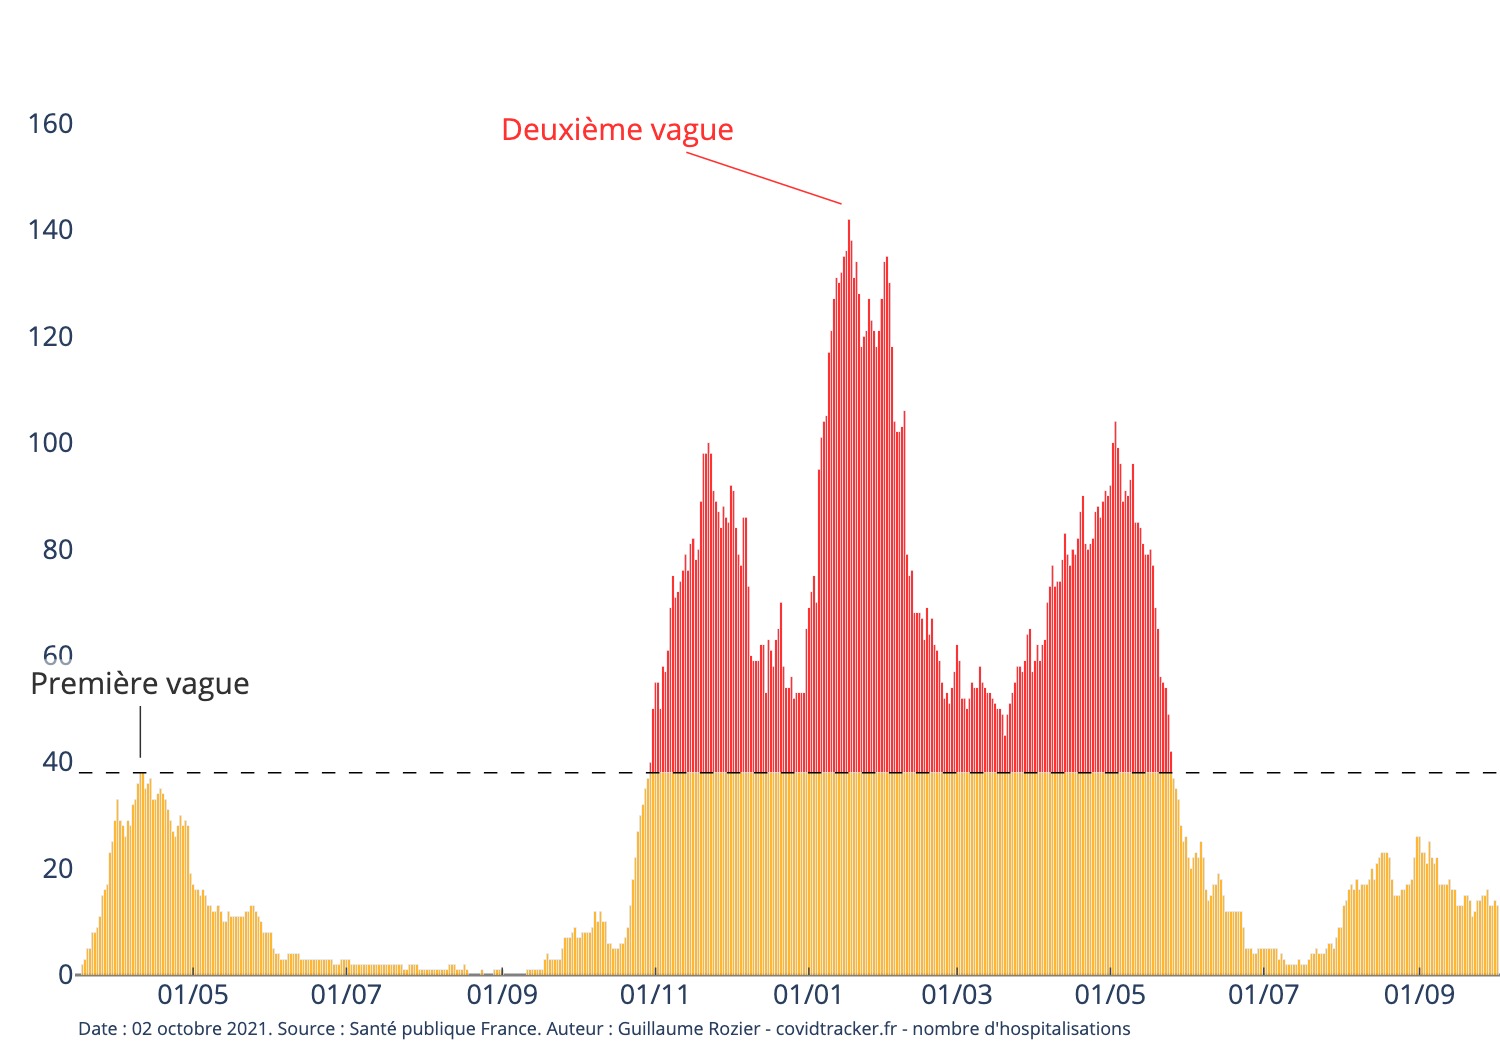 160
Deuxième vague
140
120
100
80
60
Première vague
40
20
0
01/05 01/07 01/09 01/11 01/01 01/03 01/05 01/07 01/09
Date : 02 octobre 2021. Source : Santé publique France. Auteur : Guillaume Rozier - covidtracker.fr - nombre d'hospitalisations